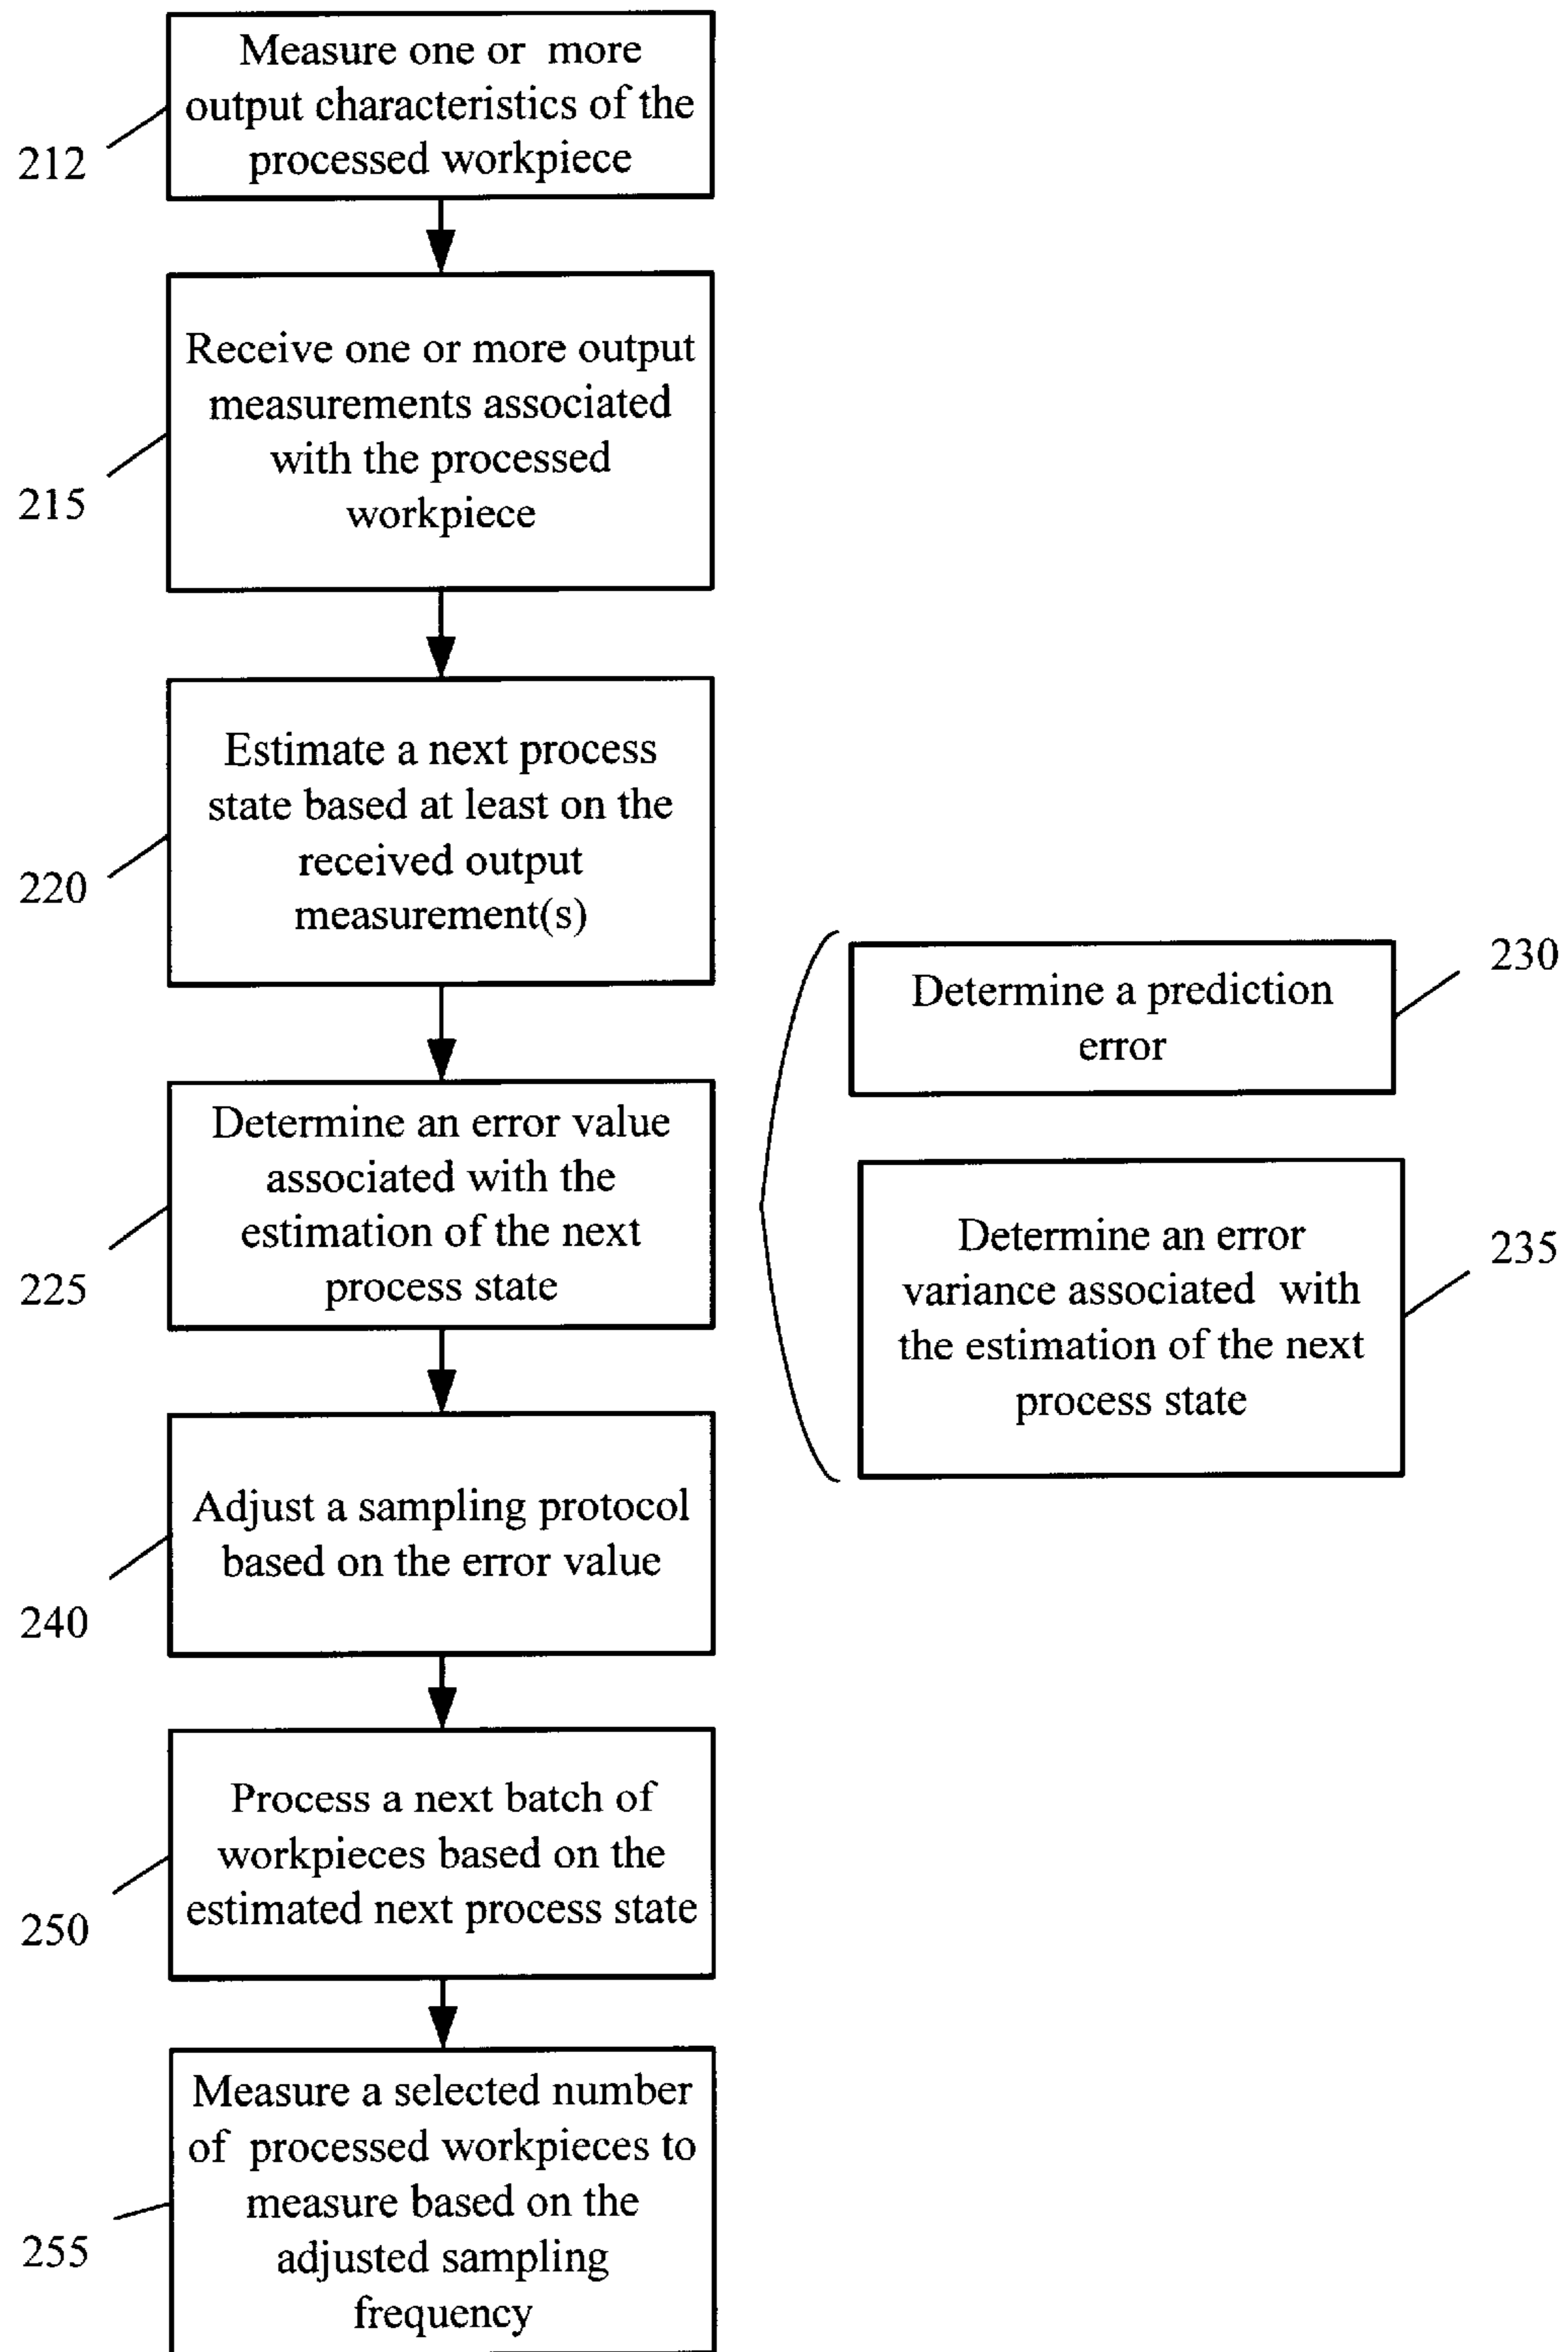 Measure one or more
output characteristics of the
processed workpiece
212
Receive one or more output
measurements associated
with the processed
workpiece
215
Estimate a next process
state based at least on the
received output
measurement(s)
220
Determine an error value
associated with the
estimation of the next
process state
225
Determine a prediction
error
230
Determine an error
variance associated with
the estimation of the next
process state
235
Adjust a sampling protocol
based on the error value
240
Process a next batch of
workpieces based on the
estimated next process state
250
Measure a selected number
of processed workpieces to
measure based on the
adjusted sampling
frequency
255